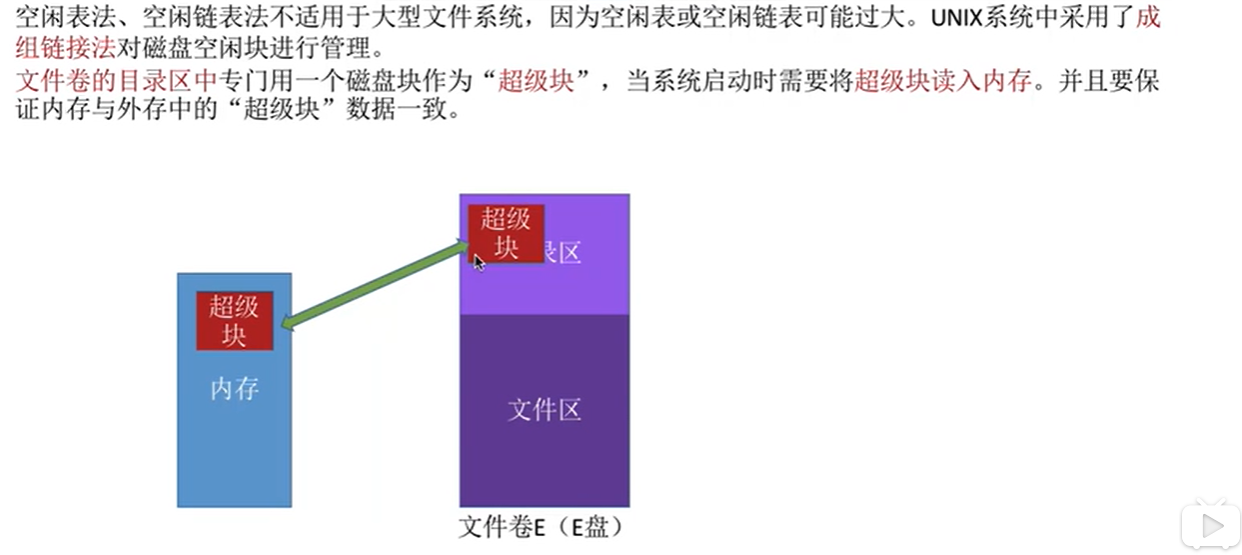 空闲表法、空闲链表法不适用于大型文件系统，因为空闲表或空闲链表可能过大。UNIX系统中采用了成
组链接法对磁盘空闲块进行管理。
文件卷的目录区中专门用一个磁盘块作为“超级块”，当系统启动时需要将超级块读入内存。并且要保
证内存与外存中的“超级块”数据一致。
超级
块
录区
超级
块
内存
文件区
文件卷E（E盘）